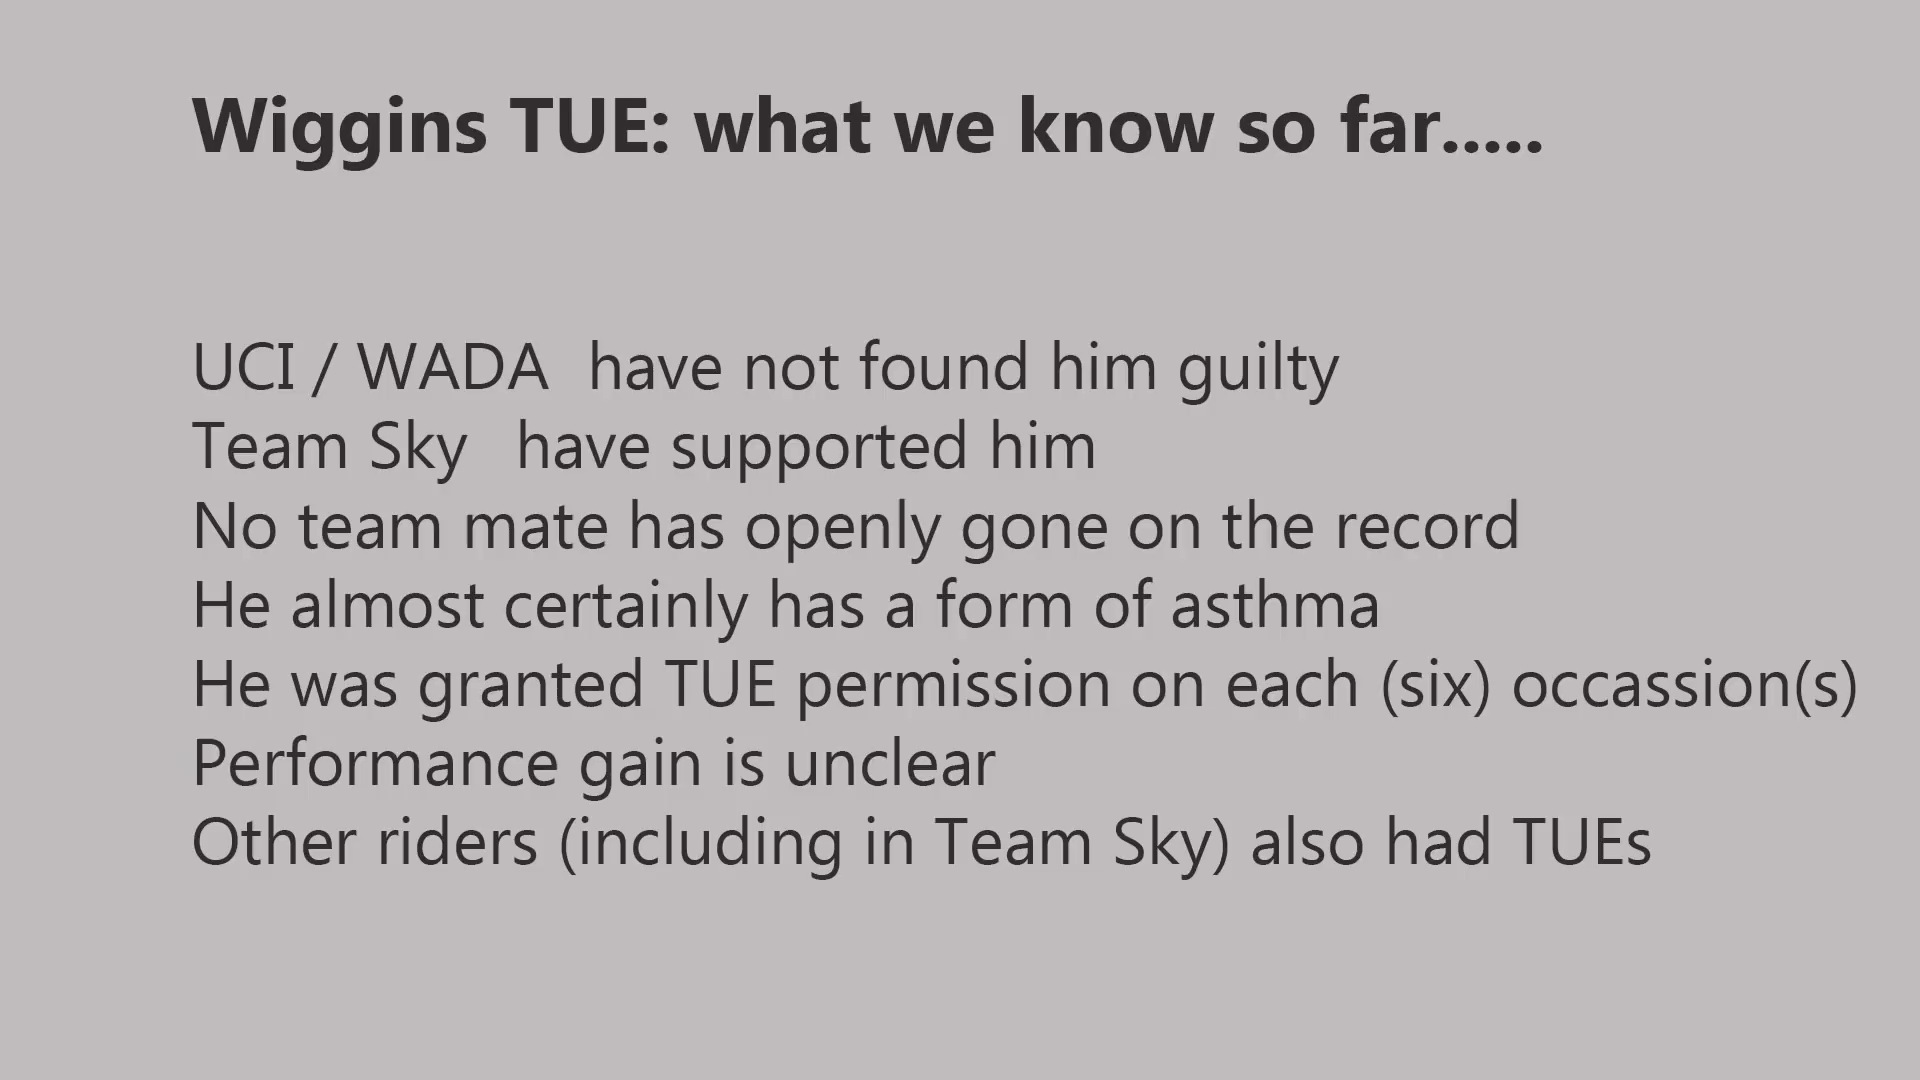 Wiggins TUE: what we know so far.....
UCI / WADA have not found him guilty
Team Sky have supported him
No team mate has openly gone on the record
He almost certainly has a form of asthma
He was granted TUE permission on each (six) occassion(s)
Performance gain is unclear
Other riders (including in Team Sky) also had TUEs